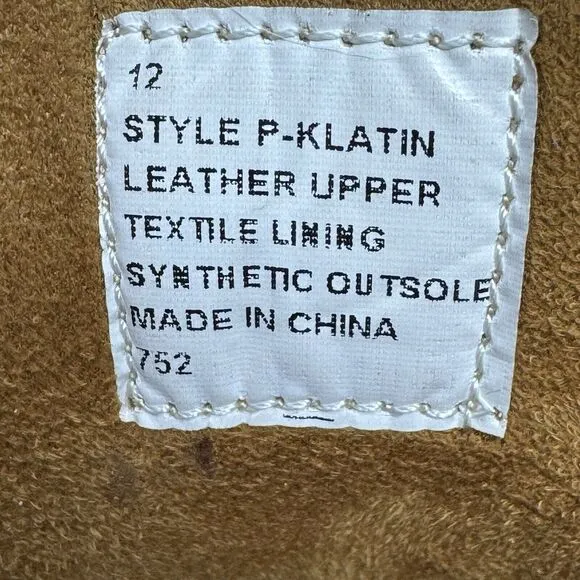 12
STYLE P-KLATIN
LEATHER UPPER
TEXTILE LINING
SYNTHETIC OUTSOLE
MADE IN CHINA
752